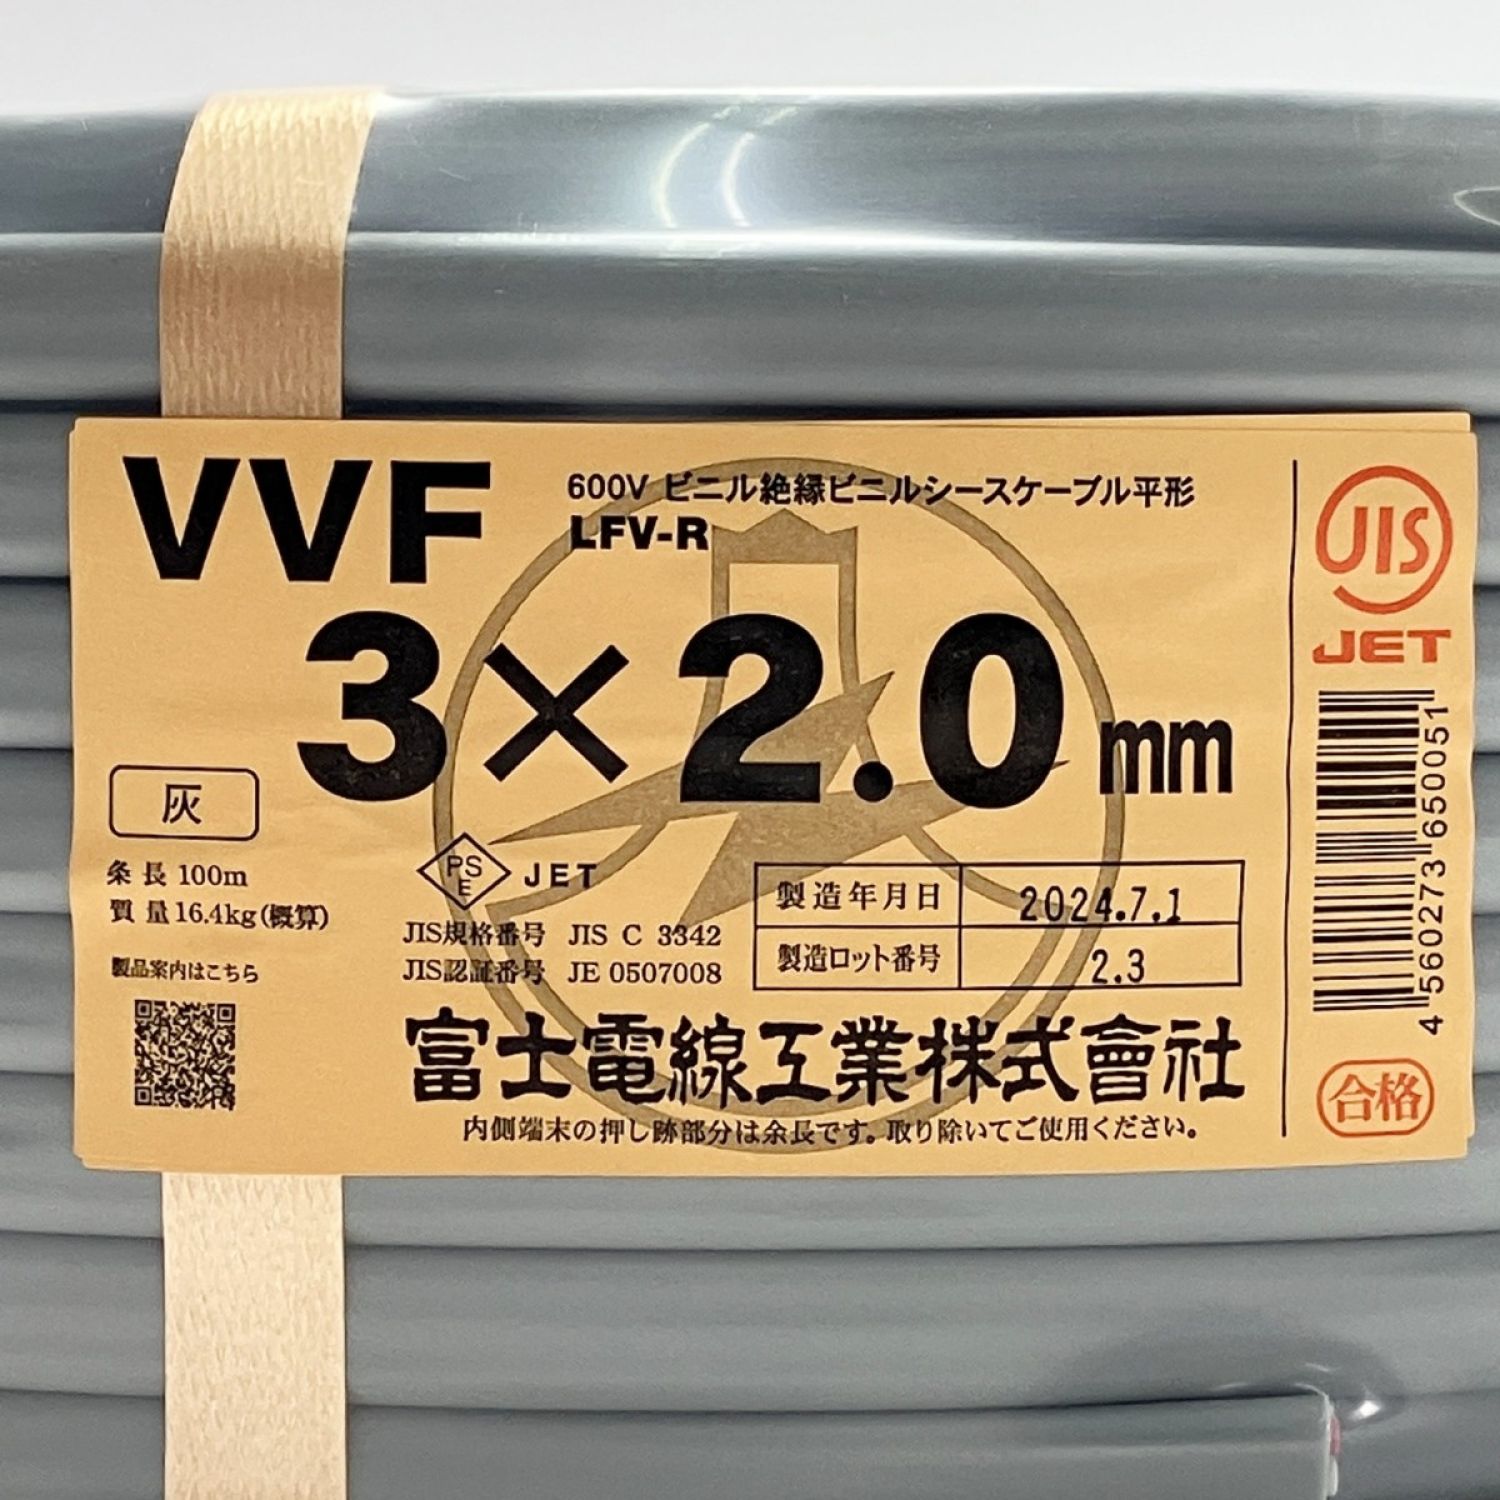 VVF
600V ビニル絶縁ビニルシースケーブル平形
LFV-R
3×2.0mm
灰
条長 100m
質量16.4kg(概算)
製品案内はこちら
PS
E
JET
JIS規格番号 JIS C 3342
JIS認証番号 JE 0507008
製造年月日 2024.7.1
製造ロット番号 2.3
富士電線工業株式會社
内側端末の押し跡部分は余長です。取り除いてご使用ください。
JIS
JET
4560273650051
合格